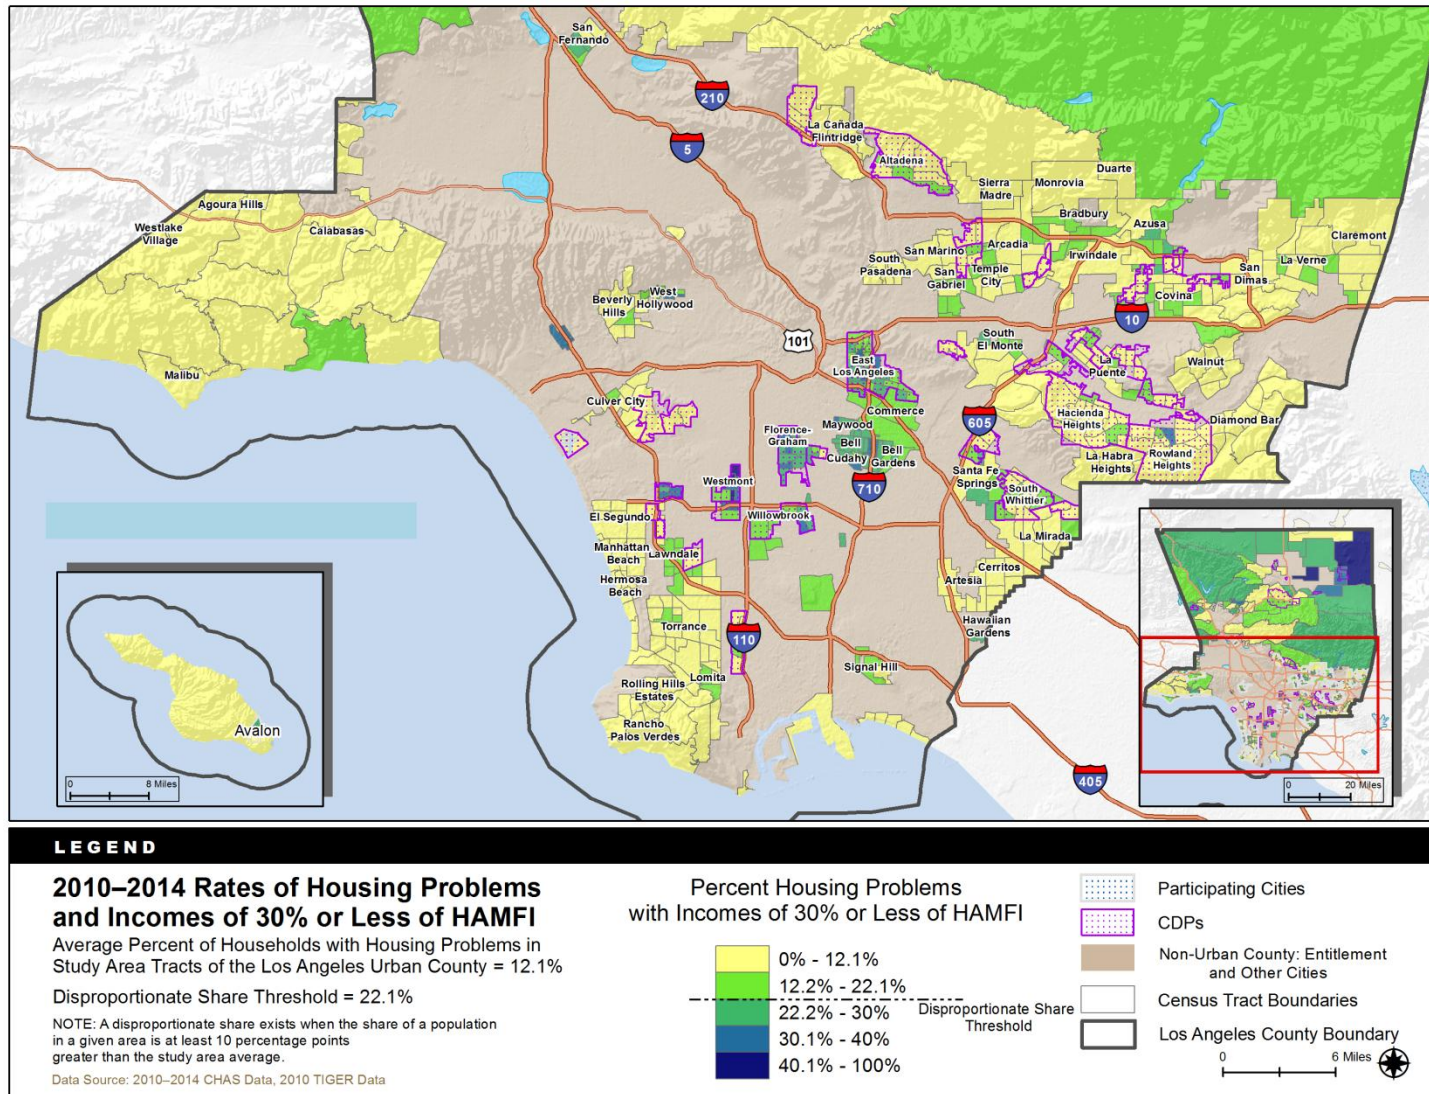 San
Fernando
210
5
La Cañada
Flintridge
Altadena
Sierra
Madre
Monrovia
Duarte
Bradbury
Azusa
Agoura Hills
Westlake
Village
Calabasas
San Marino
Arcadia
Irwindale
Claremont
La Verne
South
Pasadena
San
Gabriel
Temple
City
San
Dimas
Covina
West
Hollywood
Beverly
Hills
10
101
South
El Monte
East
Los Angeles
La
Puente
Walnut
Malibu
Culver City
Commerce
605
Hacienda
Heights
Diamond Bar
Maywood
Florence-
Graham
Bell
Cudahy
Bell
Gardens
La Habra
Heights
Rowland
Heights
Santa Fe
Springs
710
Westmont
South
Whittier
El Segundo
Willowbrook
La Mirada
Manhattan
Beach
Lawndale
Hermosa
Beach
Cerritos
Artesia
Hawaiian
Gardens
Torrance
110
Signal Hill
Lomita
Rolling Hills
Estates
Rancho
Palos Verdes
405
Avalon
0 8 Miles
0 20 Miles
LEGEND
2010–2014 Rates of Housing Problems
and Incomes of 30% or Less of HAMFI
Average Percent of Households with Housing Problems in
Study Area Tracts of the Los Angeles Urban County = 12.1%
Disproportionate Share Threshold = 22.1%
NOTE: A disproportionate share exists when the share of a population
in a given area is at least 10 percentage points
greater than the study area average.
Data Source: 2010–2014 CHAS Data, 2010 TIGER Data
Percent Housing Problems
with Incomes of 30% or Less of HAMFI
0% - 12.1%
12.2% - 22.1%
22.2% - 30%
30.1% - 40%
40.1% - 100%
Disproportionate Share
Threshold
Participating Cities
CDPs
Non-Urban County: Entitlement
and Other Cities
Census Tract Boundaries
Los Angeles County Boundary
0 6 Miles